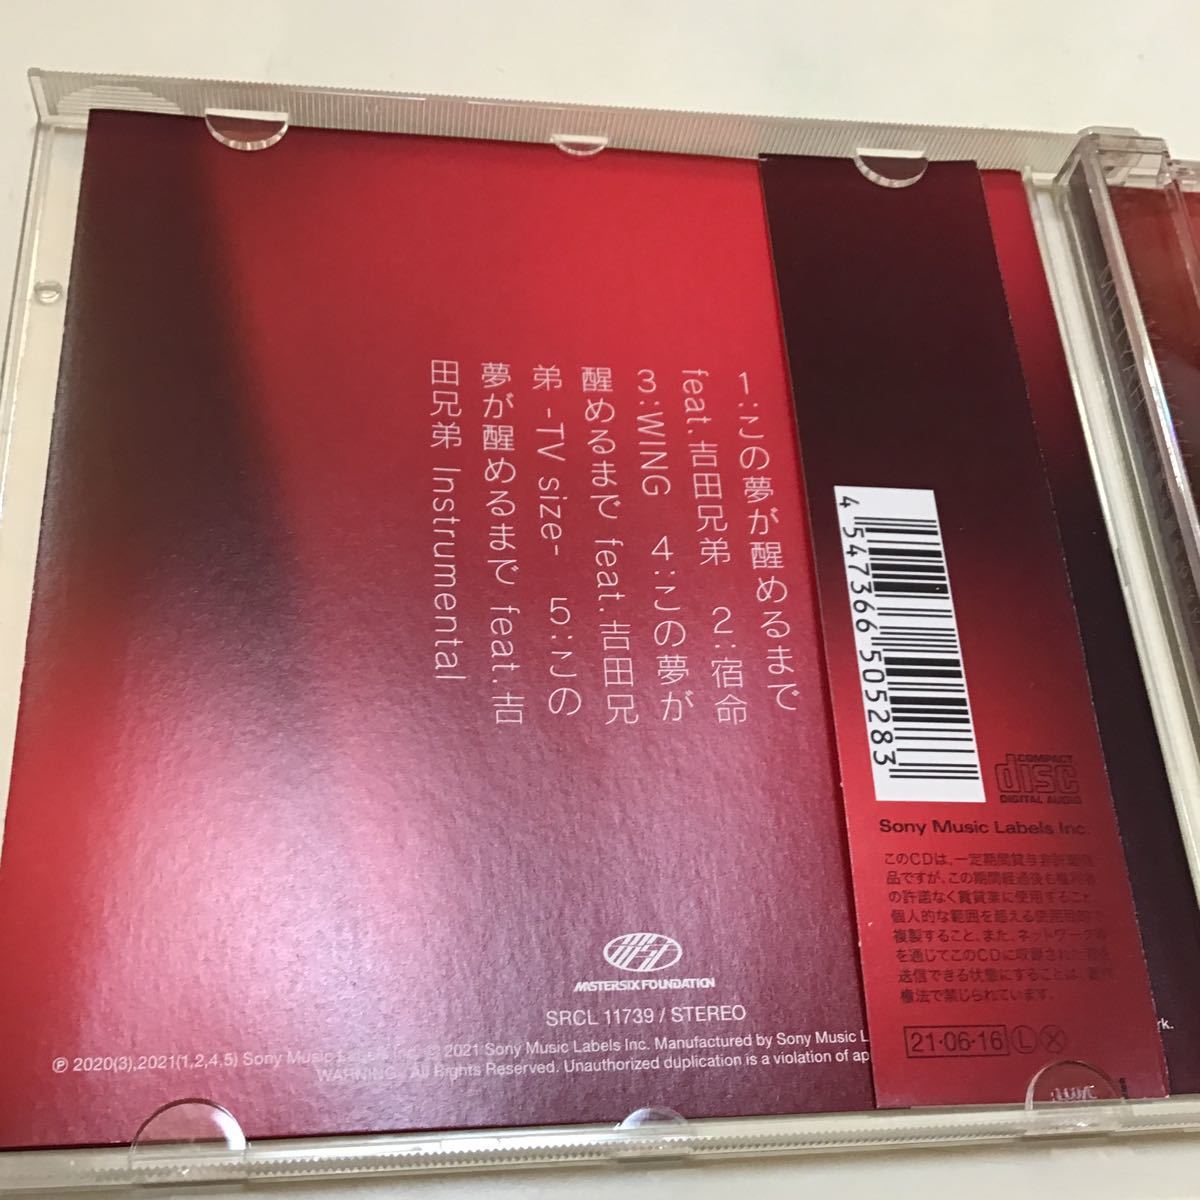 1:この夢が醒めるまで
feat.吉田兄弟　2:宿命
3:WING　4:この夢が
醒めるまで feat.吉田兄
弟 -TV size-　5:この
夢が醒めるまで feat.吉
田兄弟 Instrumental
MASTERSIX FOUNDATION
SRCL 11739 / STEREO
℗ 2020(3),2021(1,2,4,5) Sony Music Labels Inc. © 2021 Sony Music Labels Inc. Manufactured by Sony Music L
WARNING: All Rights Reserved. Unauthorized duplication is a violation of ap
4 547366 505283
COMPACT
disc
DIGITAL AUDIO
Sony Music Labels Inc.
このCDは、一定期間貸与非許諾商
品ですが、この期間経過後も権利者
の許諾なく賃貸業に使用すること、
個人的な範囲を超える使用目的で
複製すること、また、ネットワーク等
を通じてこのCDに収録された音を
送信できる状態にすることは、著作
権法で禁じられています。
21・06・16 Ⓛ Ⓧ
rk.